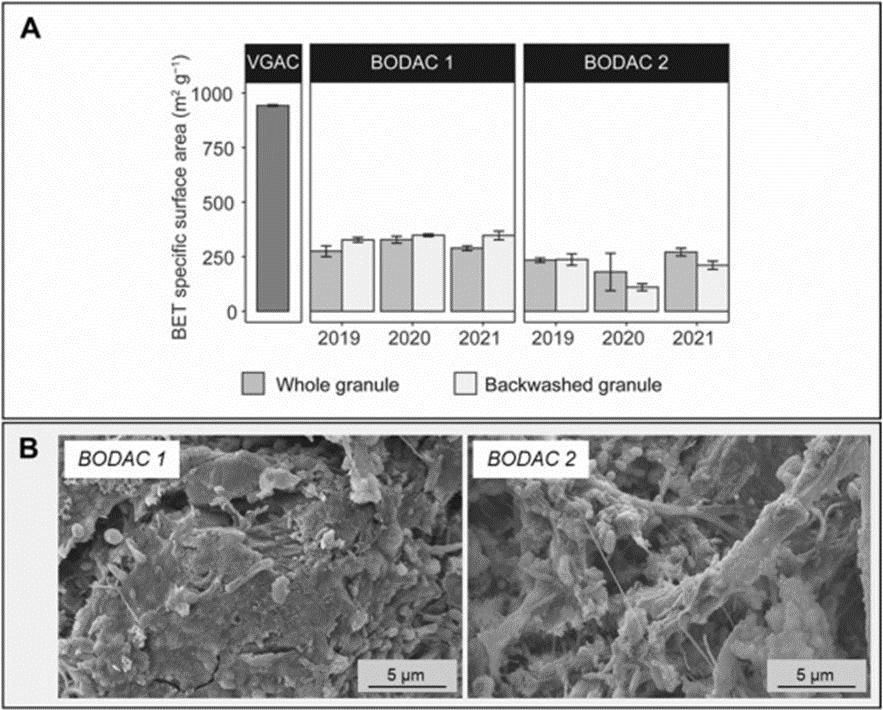 A
VGAC BODAC 1 BODAC 2
BET specific surface area (m² g⁻¹)
1000
750
500
250
0
2019 2020 2021 2019 2020 2021
Whole granule Backwashed granule
B
BODAC 1 BODAC 2
5 µm 5 µm